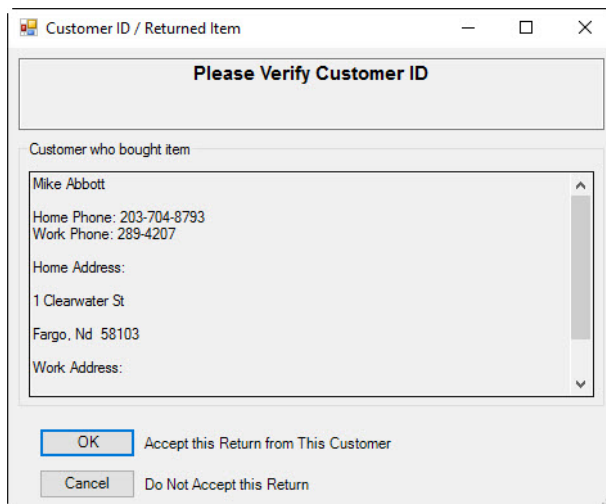 Customer ID / Returned Item
Please Verify Customer ID
Customer who bought item
Mike Abbott
Home Phone: 203-704-8793
Work Phone: 289-4207
Home Address:
1 Clearwater St
Fargo, Nd  58103
Work Address:
OK Accept this Return from This Customer
Cancel Do Not Accept this Return